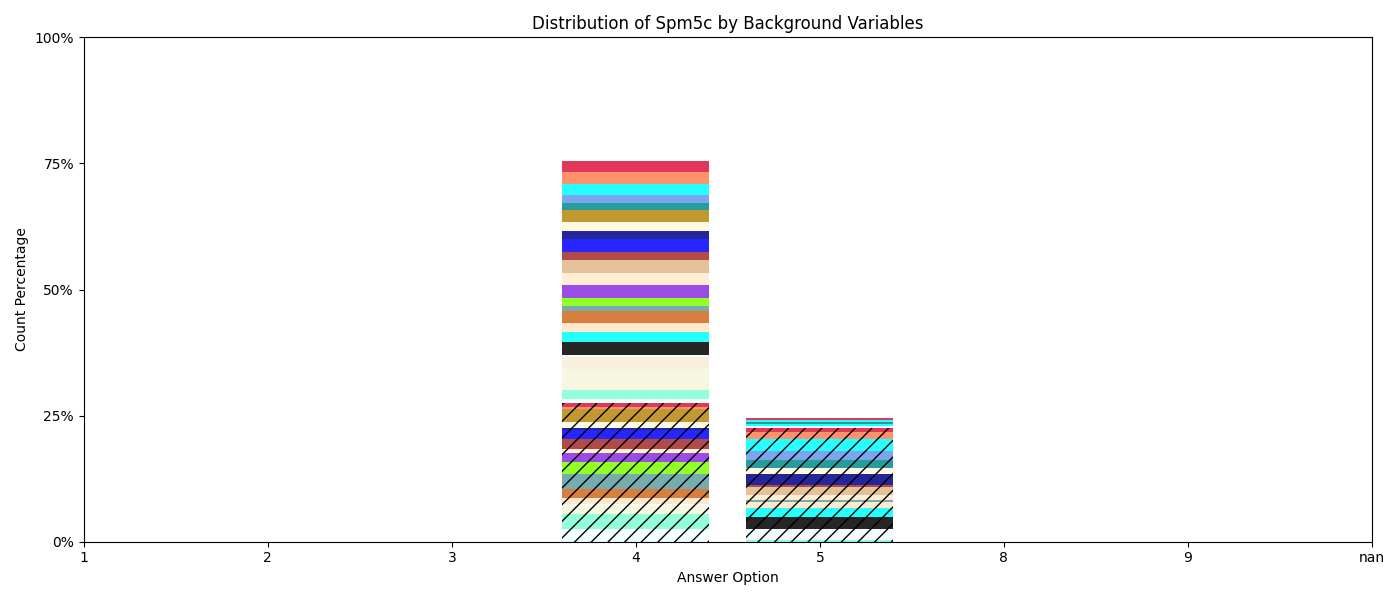 Distribution of Spm5c by Background Variables
100%
75%
50%
25%
0%
Count Percentage
1 2 3 4 5 8 9 nan
Answer Option